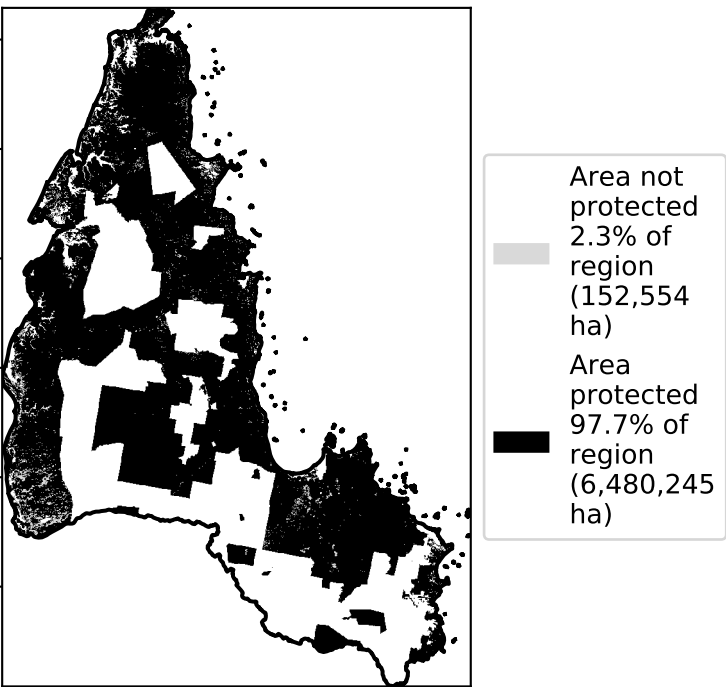 Area not
protected
2.3% of
region
(152,554
ha)
Area
protected
97.7% of
region
(6,480,245
ha)